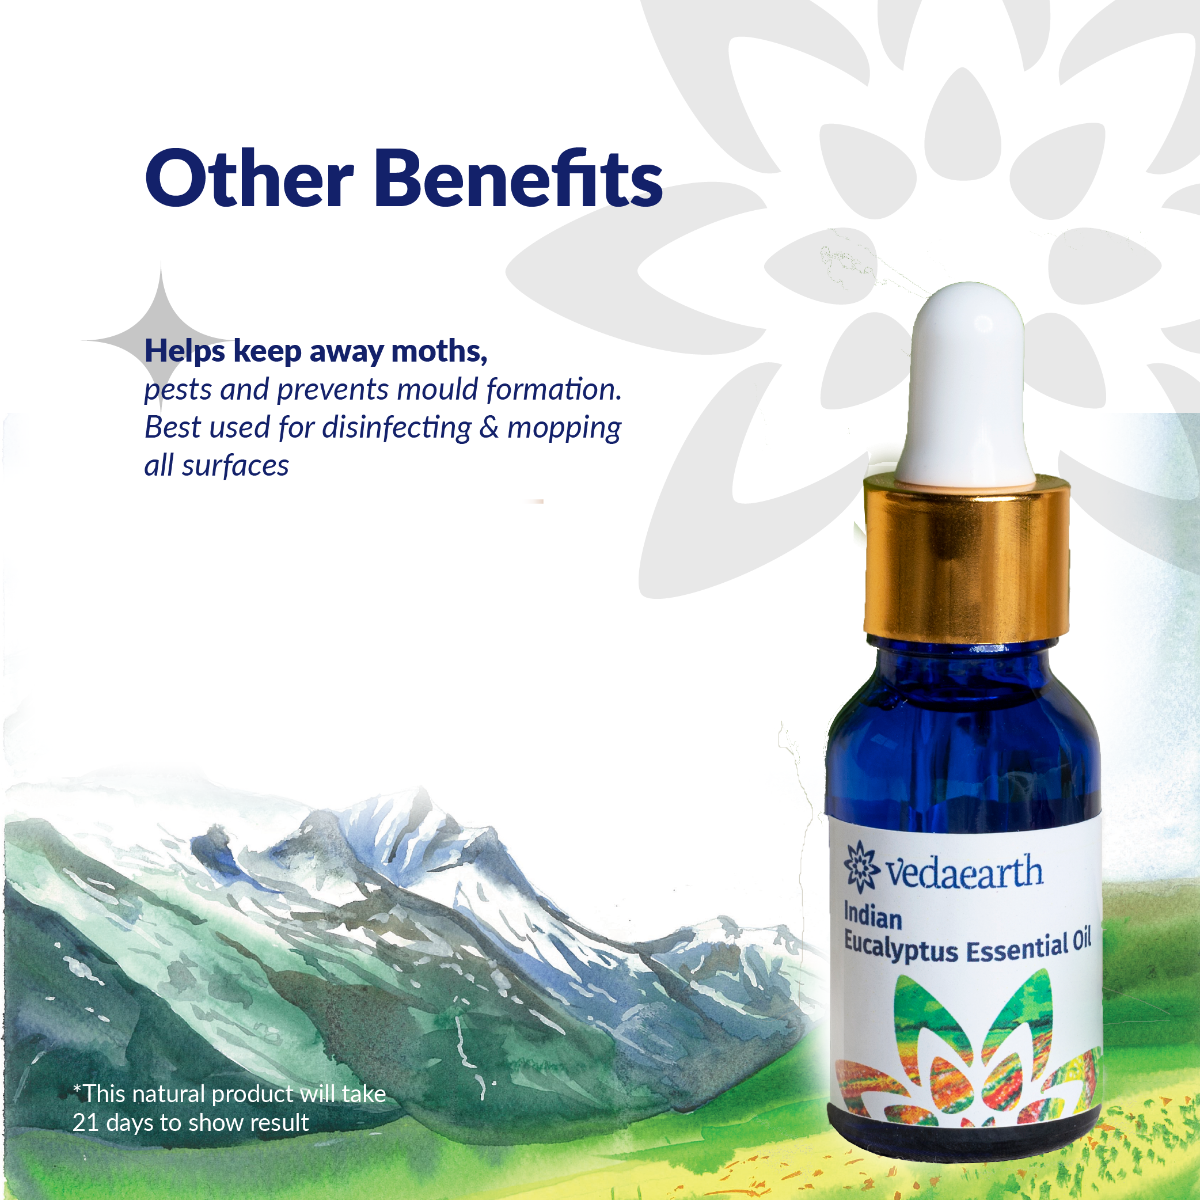 Other Benefits
Helps keep away moths,
pests and prevents mould formation.
Best used for disinfecting & mopping
all surfaces
vedaearth
Indian
Eucalyptus Essential Oil
*This natural product will take
21 days to show result